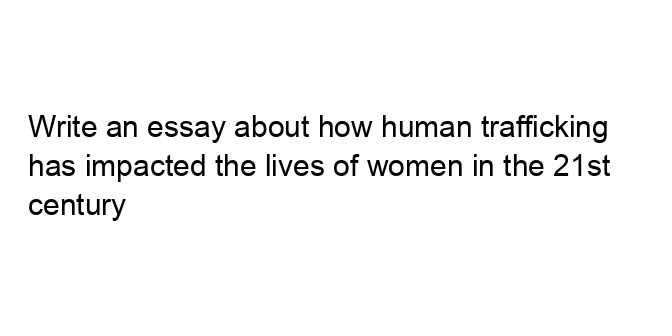 Write an essay about how human trafficking
has impacted the lives of women in the 21st
century